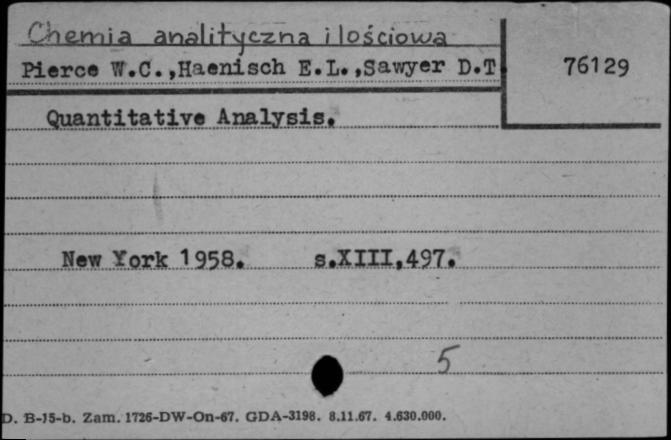 Chemia analityczna ilościowa
Pierce W.C.,Haenisch E.L.,Sawyer D.T.
76129
Quantitative Analysis.
New York 1958. s.XIII,497.
5
D. B-15-b. Zam. 1726-DW-On-67. GDA-3198. 8.11.67. 4.630.000.